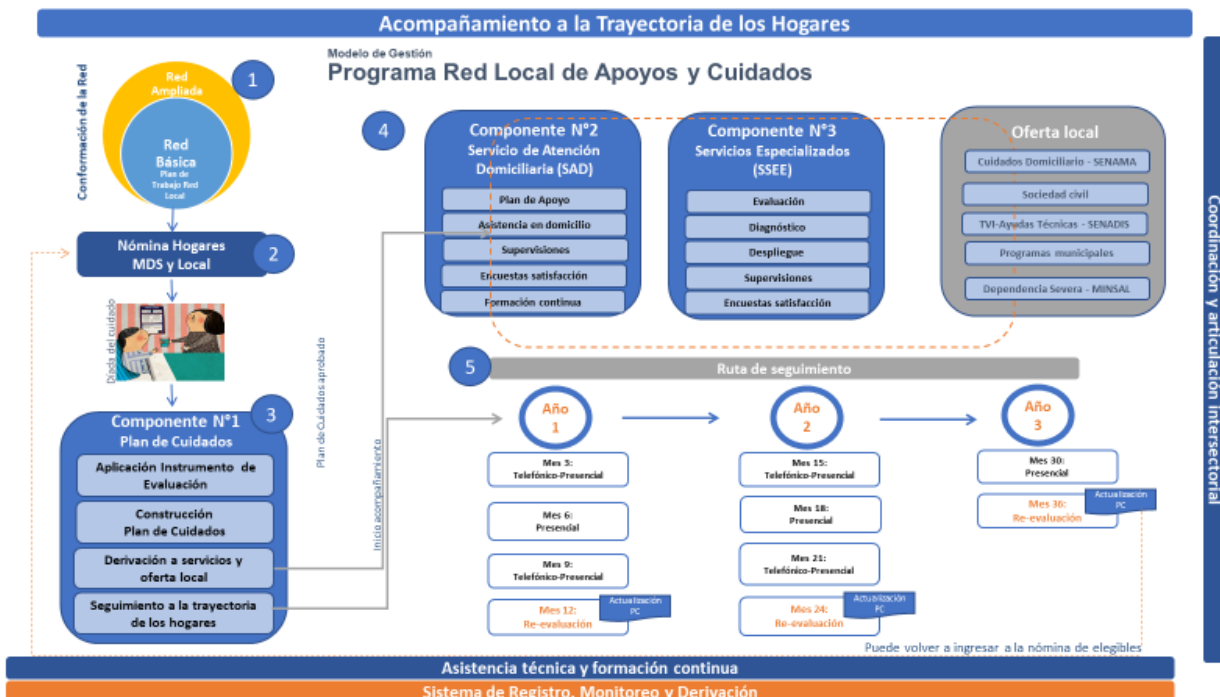 Acompañamiento a la Trayectoria de los Hogares
Modelo de Gestión
Programa Red Local de Apoyos y Cuidados
Conformación de la Red
Red
Ampliada
1
Red
Básica
Plan de
Trabajo Red
Local
Nómina Hogares
MDS y Local
2
Díada del cuidado
Componente N°1
Plan de Cuidados
3
Aplicación Instrumento de
Evaluación
Construcción
Plan de Cuidados
Derivación a servicios y
oferta local
Seguimiento a la trayectoria
de los hogares
Plan de Cuidados aprobado
Inicio acompañamiento
4
Componente N°2
Servicio de Atención
Domiciliaria (SAD)
Plan de Apoyo
Asistencia en domicilio
Supervisiones
Encuestas satisfacción
Formación continua
Componente N°3
Servicios Especializados
(SSEE)
Evaluación
Diagnóstico
Despliegue
Supervisiones
Encuestas satisfacción
Oferta local
Cuidados Domiciliario - SENAMA
Sociedad civil
TVI-Ayudas Técnicas - SENADIS
Programas municipales
Dependencia Severa - MINSAL
5
Ruta de seguimiento
Año
1
Mes 3:
Telefónico-Presencial
Mes 6:
Presencial
Mes 9:
Telefónico-Presencial
Mes 12:
Re-evaluación
Actualización
PC
Año
2
Mes 15:
Telefónico-Presencial
Mes 18:
Presencial
Mes 21:
Telefónico-Presencial
Mes 24:
Re-evaluación
Actualización
PC
Año
3
Mes 30:
Presencial
Mes 36:
Re-evaluación
Actualización
PC
Puede volver a ingresar a la nómina de elegibles
Coordinación y articulación intersectorial
Asistencia técnica y formación continua
Sistema de Registro, Monitoreo y Derivación